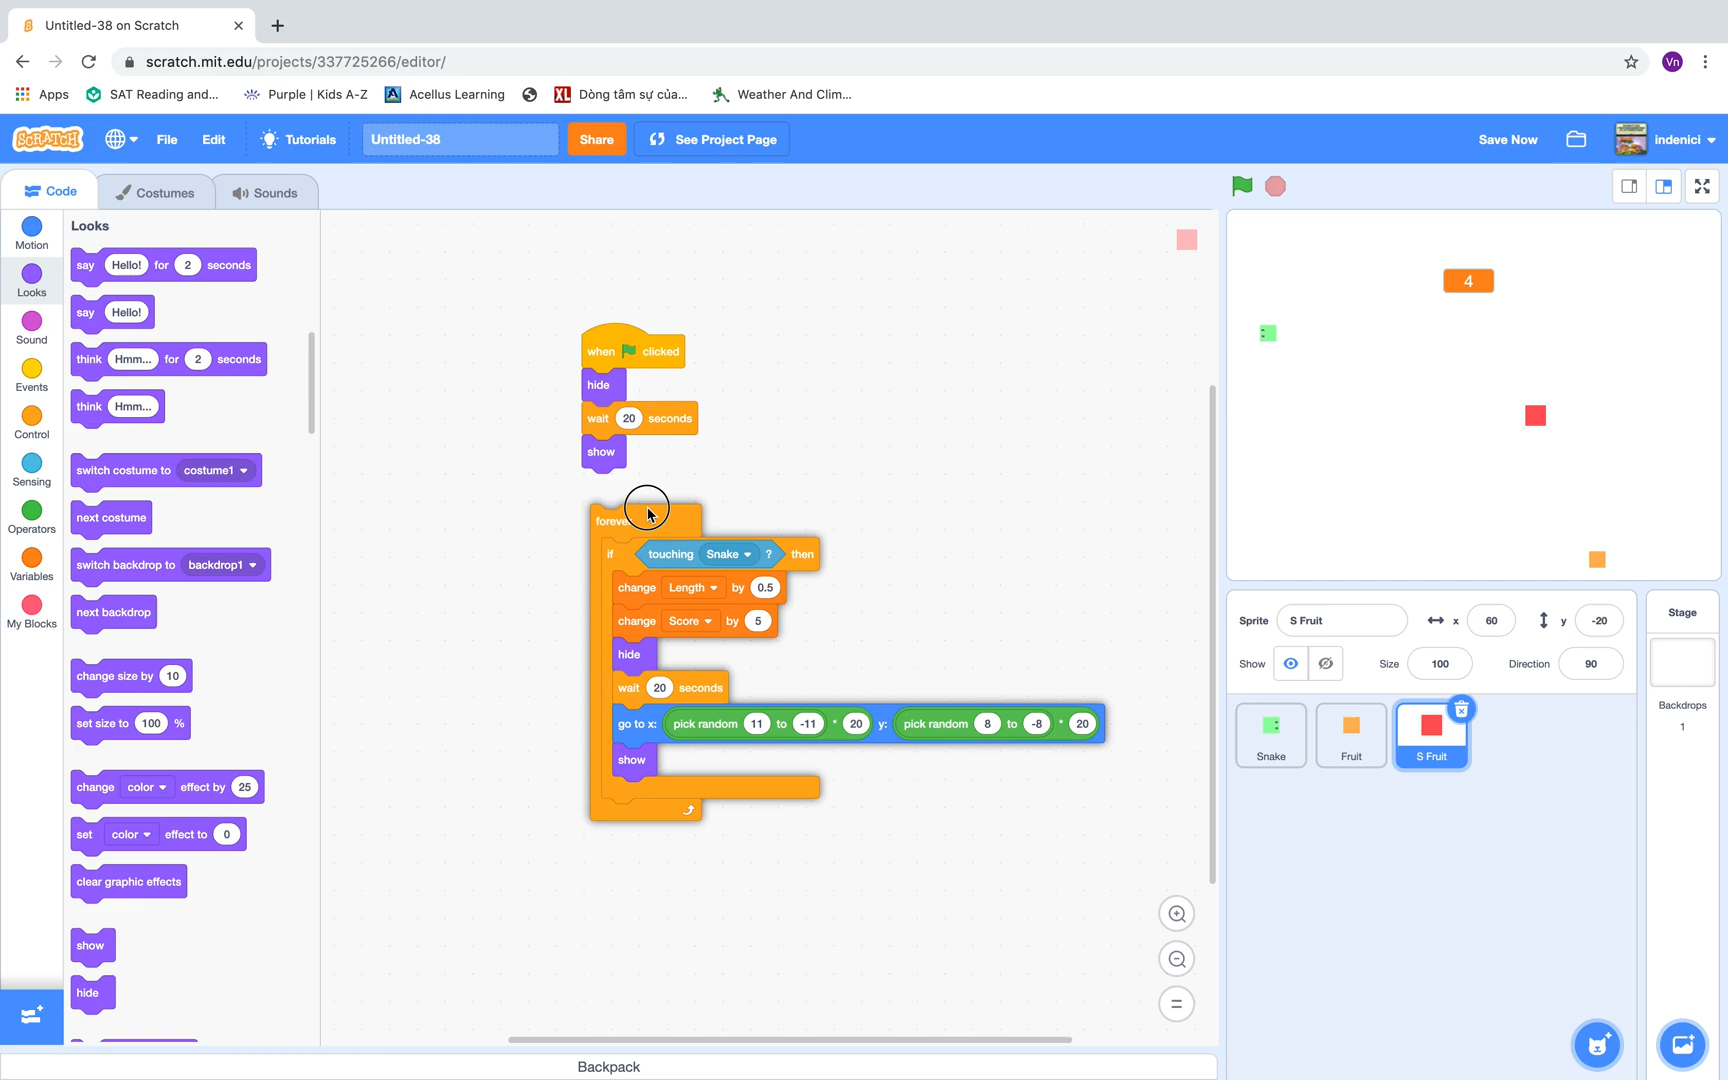 Untitled-38 on Scratch
scratch.mit.edu/projects/337725266/editor/
Vn
Apps SAT Reading and... Purple | Kids A-Z Acellus Learning XL Dòng tâm sự của... Weather And Clim...
SCRATCH File Edit Tutorials Untitled-38 Share See Project Page Save Now indenici
Code Costumes Sounds
Motion
Looks
Sound
Events
Control
Sensing
Operators
Variables
My Blocks
Looks
say Hello! for 2 seconds
say Hello!
think Hmm... for 2 seconds
think Hmm...
switch costume to costume1
next costume
switch backdrop to backdrop1
next backdrop
change size by 10
set size to 100 %
change color effect by 25
set color effect to 0
clear graphic effects
show
hide
when clicked
hide
wait 20 seconds
show
forever
if touching Snake ? then
change Length by 0.5
change Score by 5
hide
wait 20 seconds
go to x: pick random 11 to -11 * 20 y: pick random 8 to -8 * 20
show
Backpack
4
Sprite S Fruit x 60 y -20
Show Size 100 Direction 90
Snake Fruit S Fruit
Stage
Backdrops
1